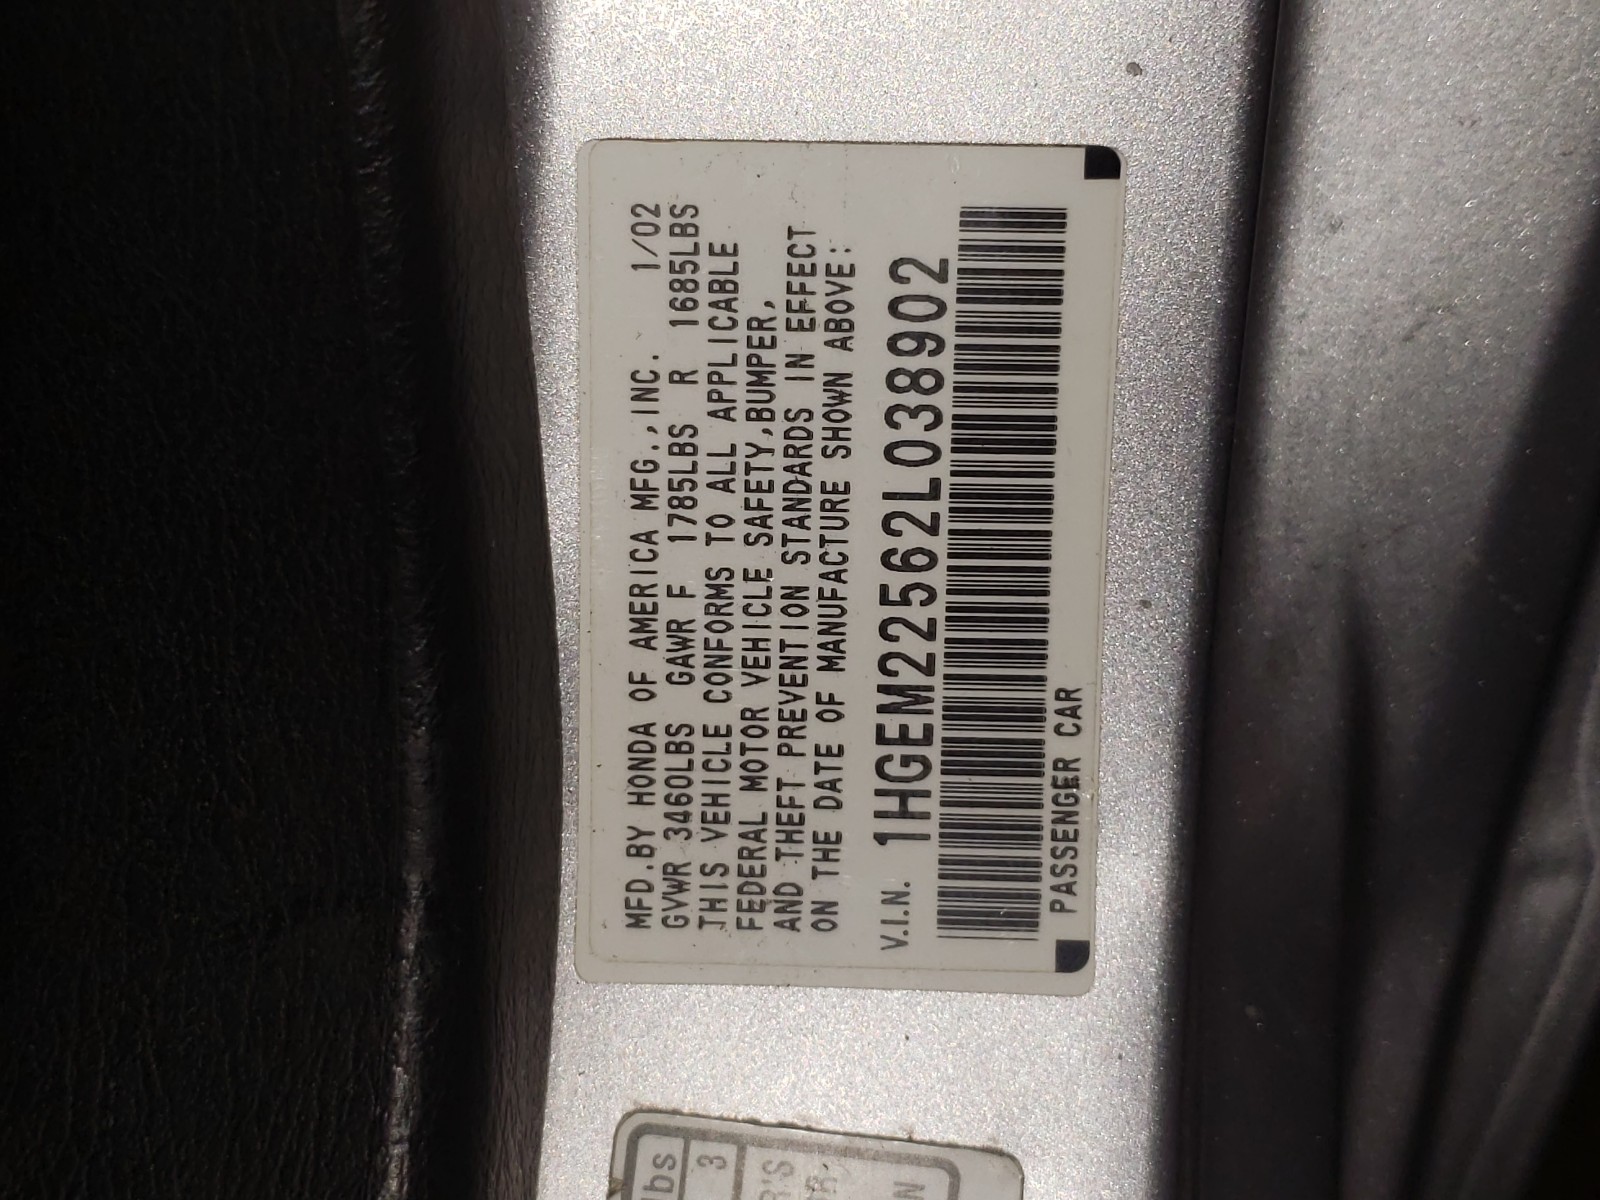 MFD.BY HONDA OF AMERICA MFG.,INC. 1/02
GVWR 3460LBS GAWR F 1785LBS R 1685LBS
THIS VEHICLE CONFORMS TO ALL APPLICABLE
FEDERAL MOTOR VEHICLE SAFETY,BUMPER,
AND THEFT PREVENTION STANDARDS IN EFFECT
ON THE DATE OF MANUFACTURE SHOWN ABOVE:
V.I.N. 1HGEM22562L038902
PASSENGER CAR
lbs
3
R'S